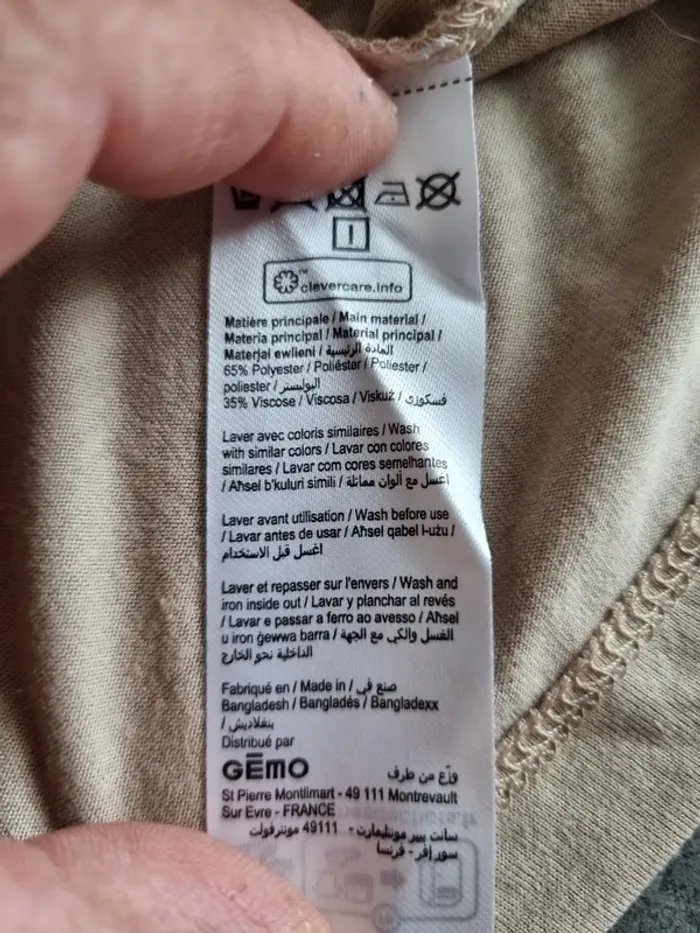 clevercare.info
Matière principale / Main material /
Materia principal / Material principal /
Materjal ewlieni / المادة الرئيسية
65% Polyester / Poliéster / Poliester /
poliester / البوليستر
35% Viscose / Viscosa / Viskuż / فسكوزي
Laver avec coloris similaires / Wash
with similar colors / Lavar con colores
similares / Lavar com cores semelhantes
/ Aħsel b'kuluri simili / اغسل مع ألوان مماثلة
Laver avant utilisation / Wash before use
/ Lavar antes de usar / Aħsel qabel l-użu /
اغسل قبل الاستخدام
Laver et repasser sur l'envers / Wash and
iron inside out / Lavar y planchar al revés
/ Lavar e passar a ferro ao avesso / Aħsel
u iron ġewwa barra / الغسل والكي مع الجهة
الداخلية نحو الخارج
Fabriqué en / Made in / صنع في
Bangladesh / Bangladés / Bangladexx
/ بنغلاديش
Distribué par
GĒMO وزّع من طرف
St Pierre Montlimart - 49 111 Montrevault
Sur Evre - FRANCE
سانت بيير مونتليمارت - 49111 مونترفولت
سور إفر - فرنسا